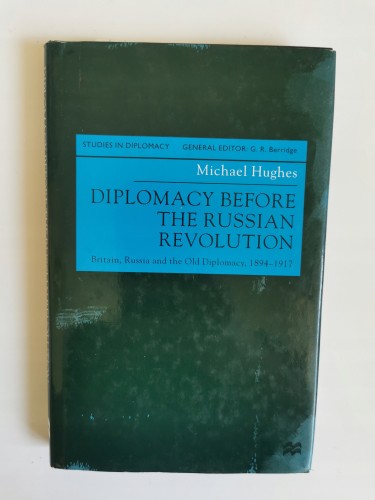 STUDIES IN DIPLOMACY GENERAL EDITOR: G. R. Berridge
Michael Hughes
DIPLOMACY BEFORE
THE RUSSIAN
REVOLUTION
Britain, Russia and the Old Diplomacy, 1894–1917